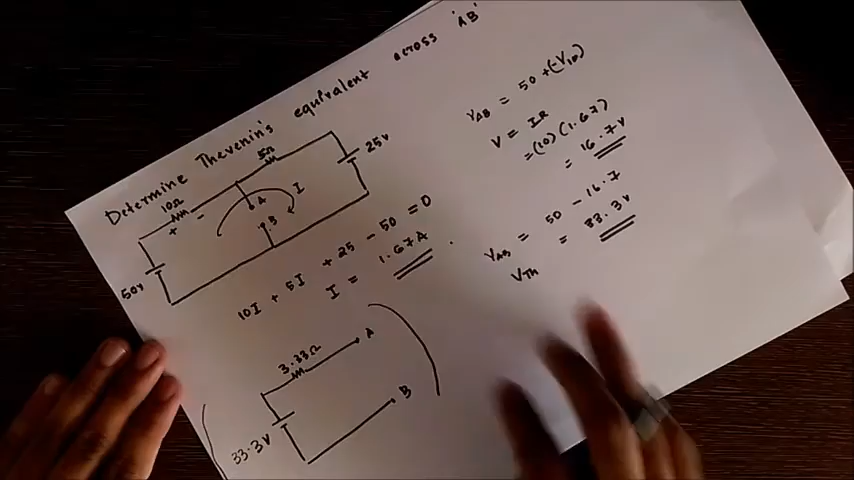 Determine Thevenin's equivalent across 'AB'
10Ω
5Ω
25v
+
-
A
I
B
50v
10I + 5I + 25 - 50 = 0
I = 1.67A
3.33Ω
A
B
33.3v
VAB = 50 + (-V10)
V = IR
= (10) (1.67)
= 16.7v
VAB = 50 - 16.7
VTh = 33.3v